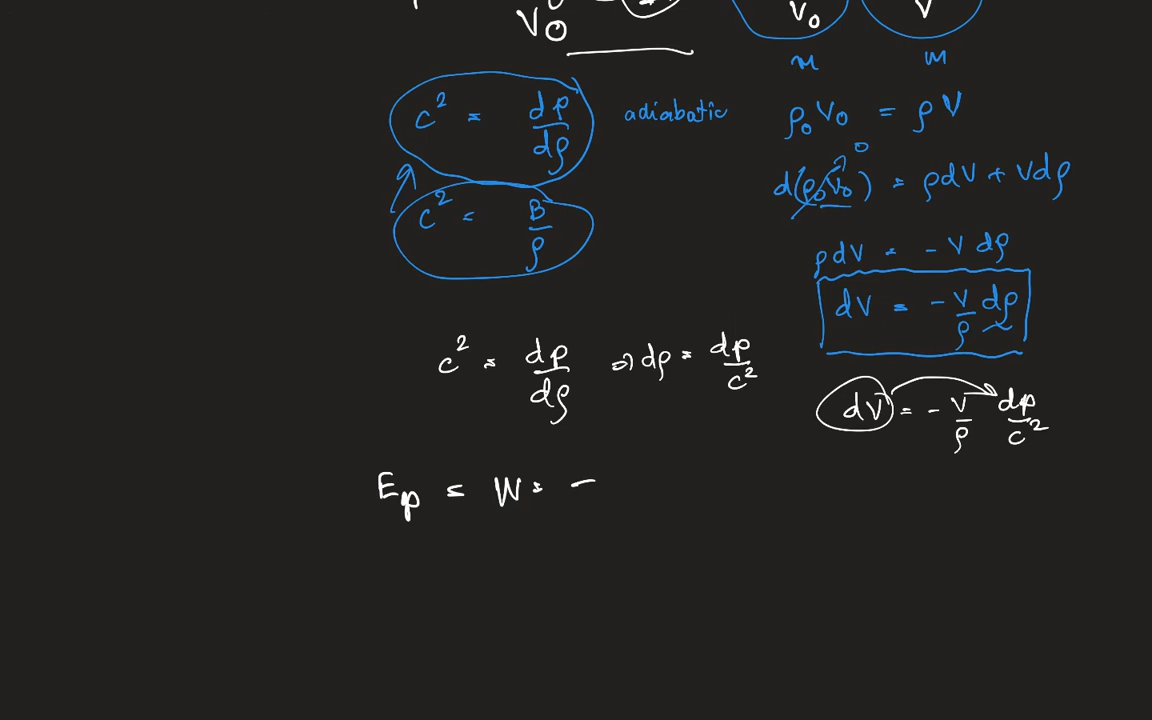 V₀
V₀ V
m m
c² = dp/dρ adiabatic
ρ₀V₀ = ρV
d(ρ₀V₀)⁰ = ρdV + Vdρ
c² = B/ρ
ρdV = - Vdρ
dV = - V/ρ dρ
c² = dp/dρ ⇒ dρ = dp/c²
dV = - V/ρ dp/c²
Ep = W = -